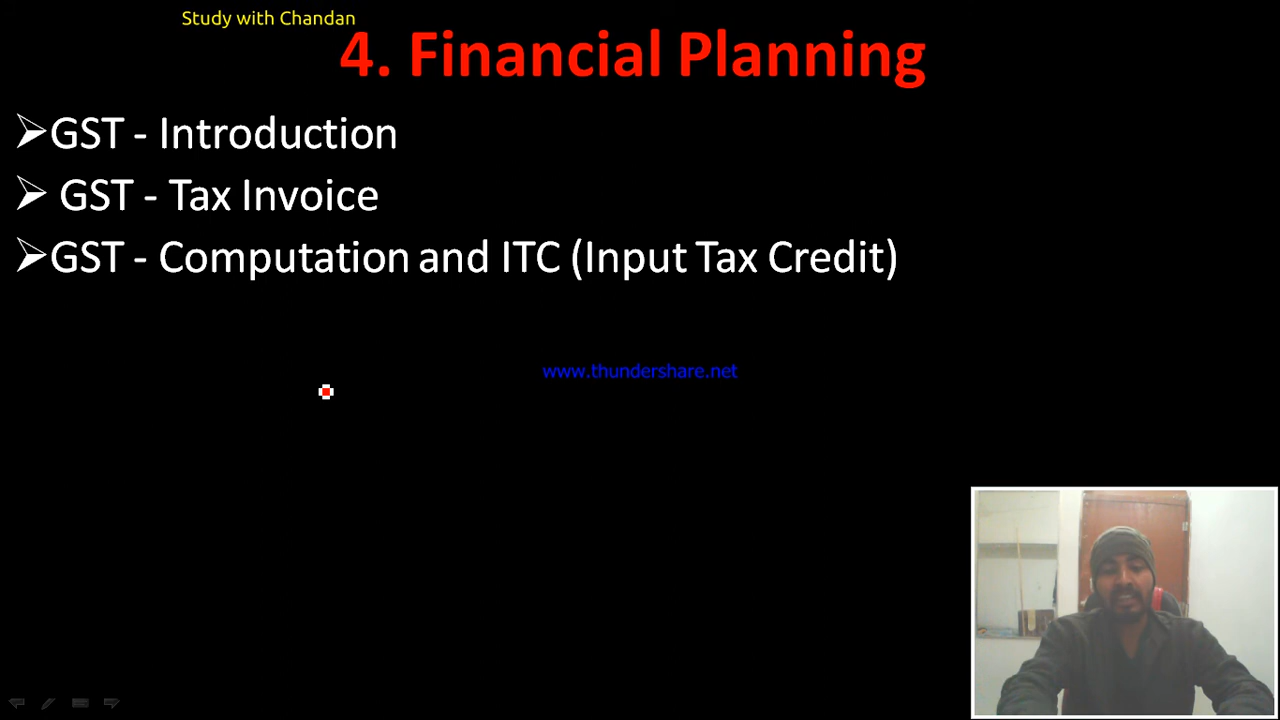 Study with Chandan
4. Financial Planning
➢GST - Introduction
➢ GST - Tax Invoice
➢GST - Computation and ITC (Input Tax Credit)
www.thundershare.net